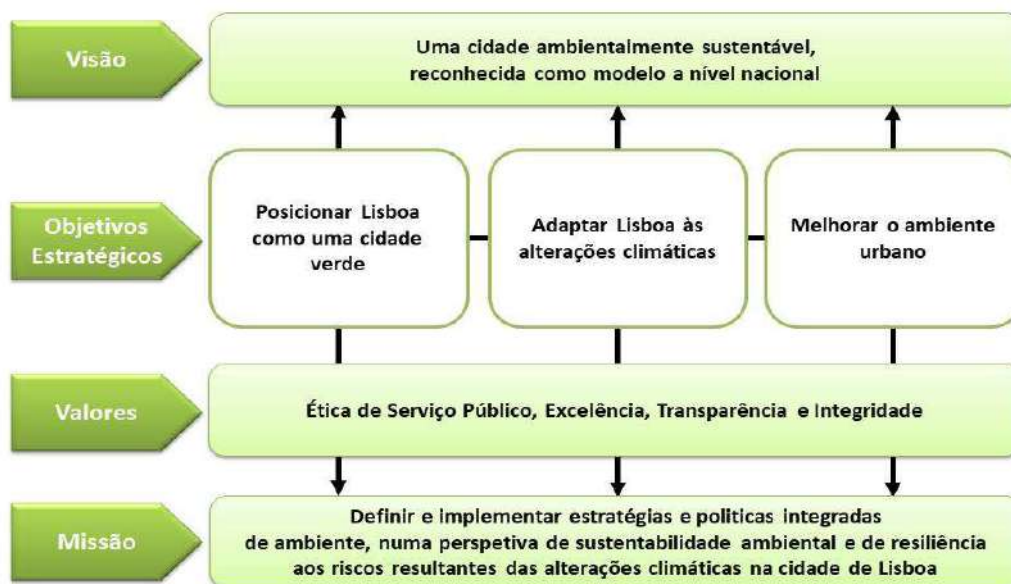 Visão
Uma cidade ambientalmente sustentável,
reconhecida como modelo a nível nacional
Objetivos
Estratégicos
Posicionar Lisboa
como uma cidade
verde
Adaptar Lisboa às
alterações climáticas
Melhorar o ambiente
urbano
Valores
Ética de Serviço Público, Excelência, Transparência e Integridade
Missão
Definir e implementar estratégias e politicas integradas
de ambiente, numa perspetiva de sustentabilidade ambiental e de resiliência
aos riscos resultantes das alterações climáticas na cidade de Lisboa